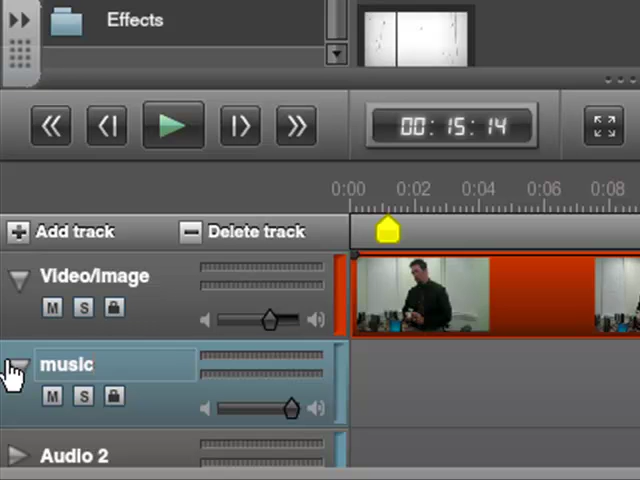 Effects
00:15:14
0:00 0:02 0:04 0:06 0:08
Add track Delete track
Video/Image
M S
music
M S
Audio 2